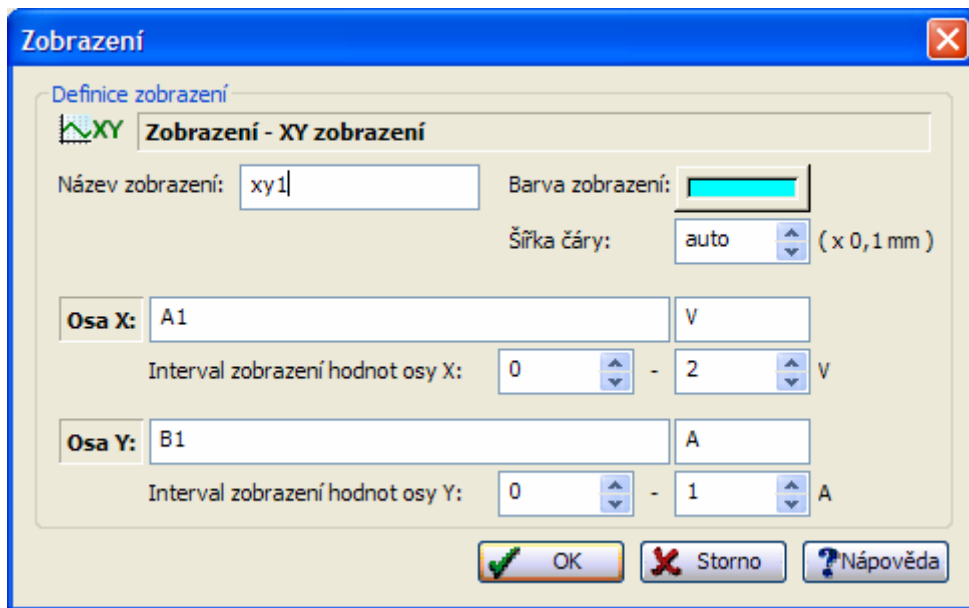 Zobrazení
Definice zobrazení
XY Zobrazení - XY zobrazení
Název zobrazení: xy1 Barva zobrazení:
Šířka čáry: auto ( x 0,1 mm )
Osa X: A1 V
Interval zobrazení hodnot osy X: 0 - 2 V
Osa Y: B1 A
Interval zobrazení hodnot osy Y: 0 - 1 A
OK Storno ? Nápověda